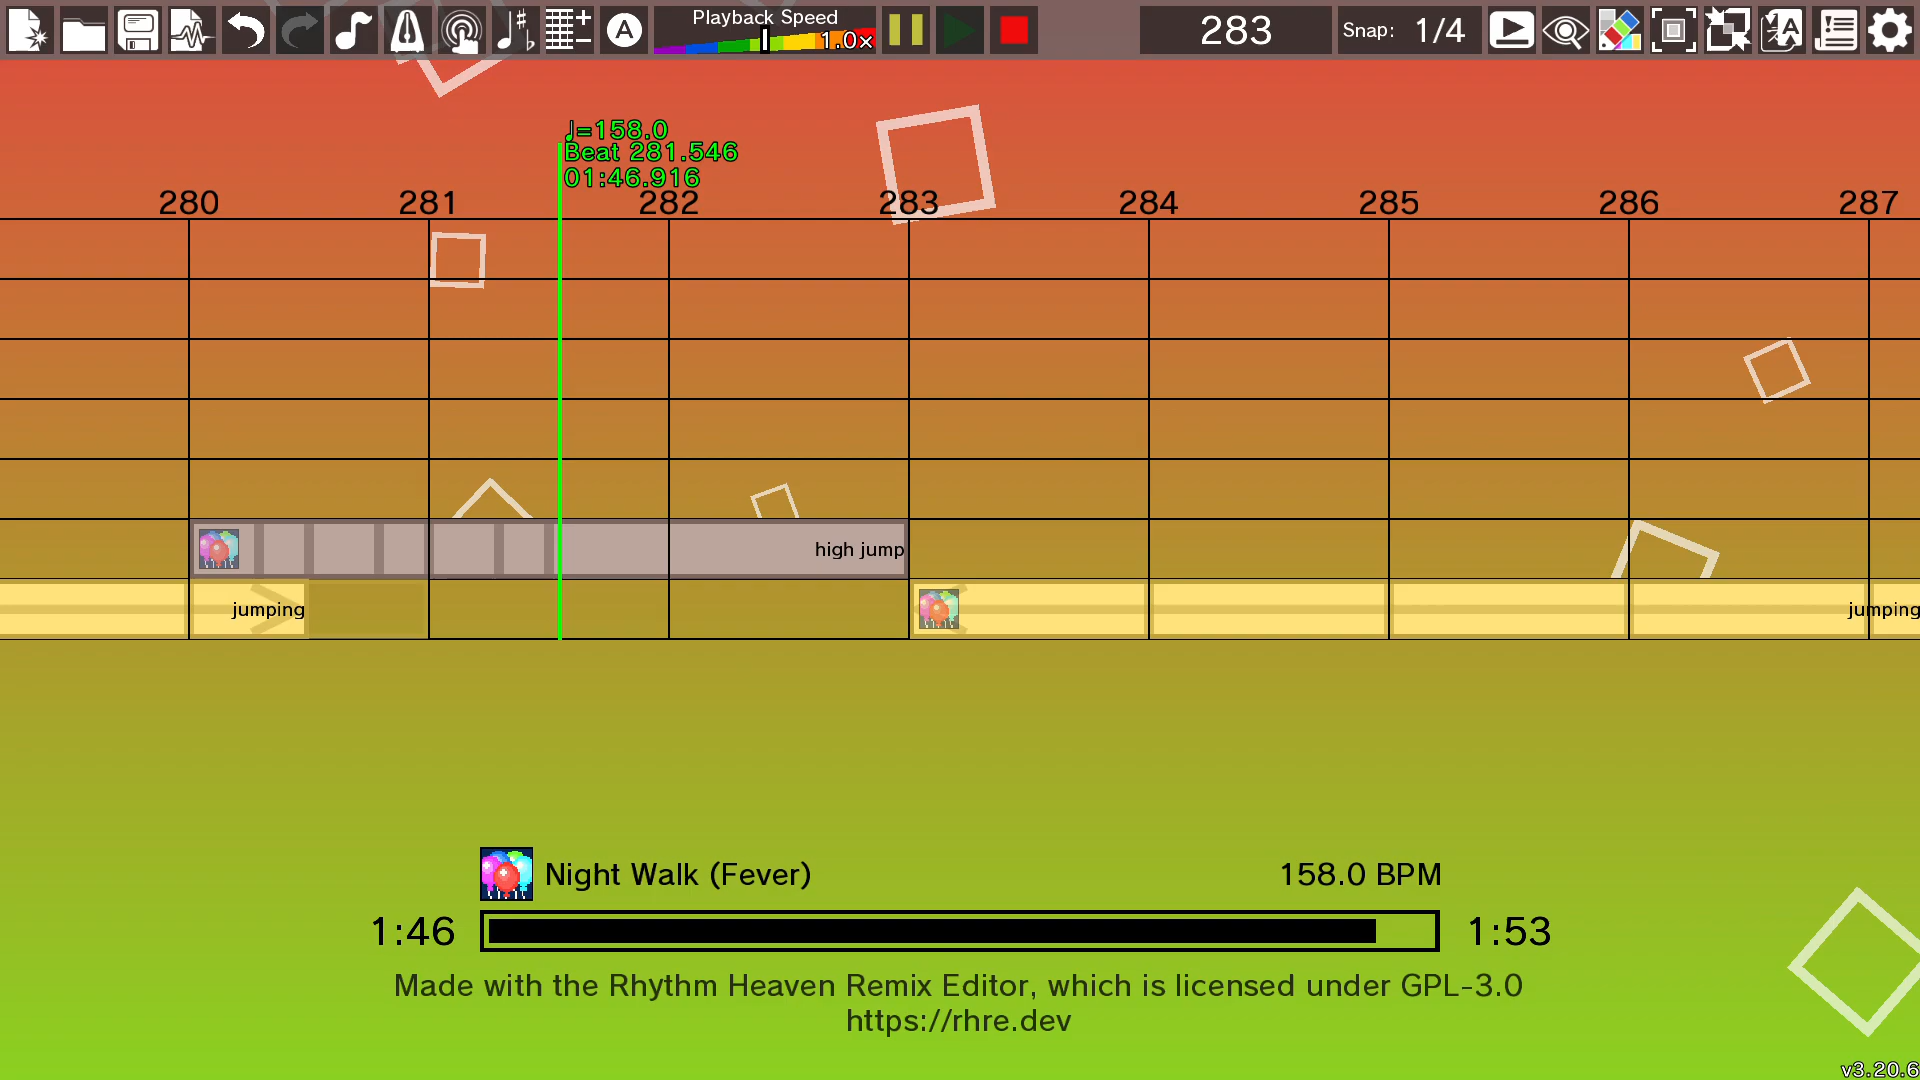 Playback Speed
1.0x
283
Snap: 1/4
A
♩=158.0
Beat 281.546
01:46.916
280 281 282 283 284 285 286 287
high jump
jumping
jumping
Night Walk (Fever)
158.0 BPM
1:46
1:53
Made with the Rhythm Heaven Remix Editor, which is licensed under GPL-3.0
https://rhre.dev
v3.20.6